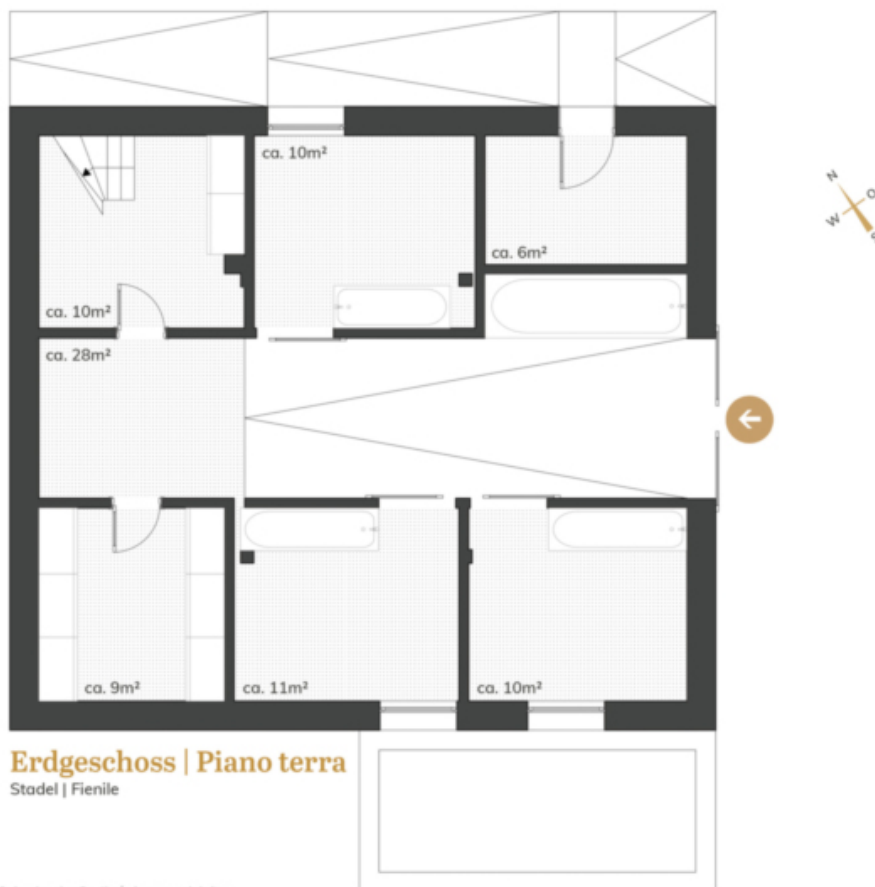 ca. 10m²
ca. 6m²
ca. 10m²
ca. 28m²
ca. 9m²
ca. 11m²
ca. 10m²
N
O
W
S
Erdgeschoss | Piano terra
Stadel | Fienile